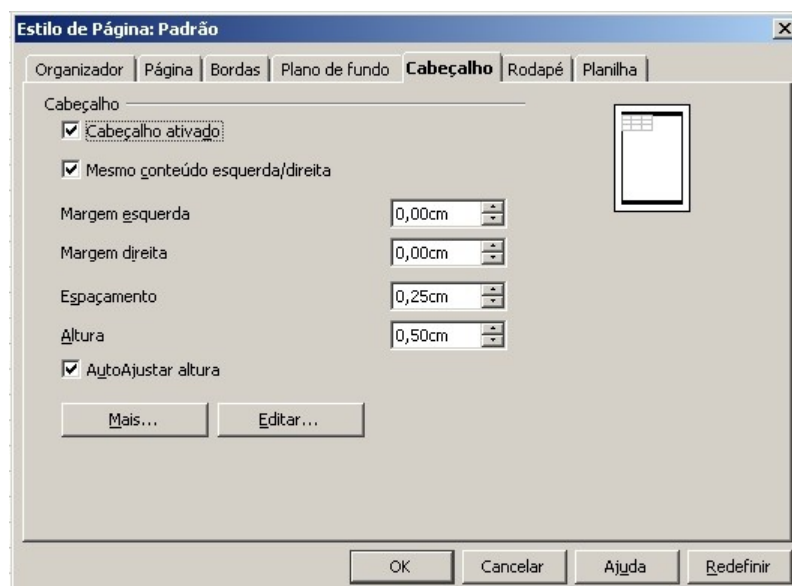 Estilo de Página: Padrão
Organizador Página Bordas Plano de fundo Cabeçalho Rodapé Planilha
Cabeçalho
Cabeçalho ativado
Mesmo conteúdo esquerda/direita
Margem esquerda 0,00cm
Margem direita 0,00cm
Espaçamento 0,25cm
Altura 0,50cm
AutoAjustar altura
Mais... Editar...
OK Cancelar Ajuda Redefinir